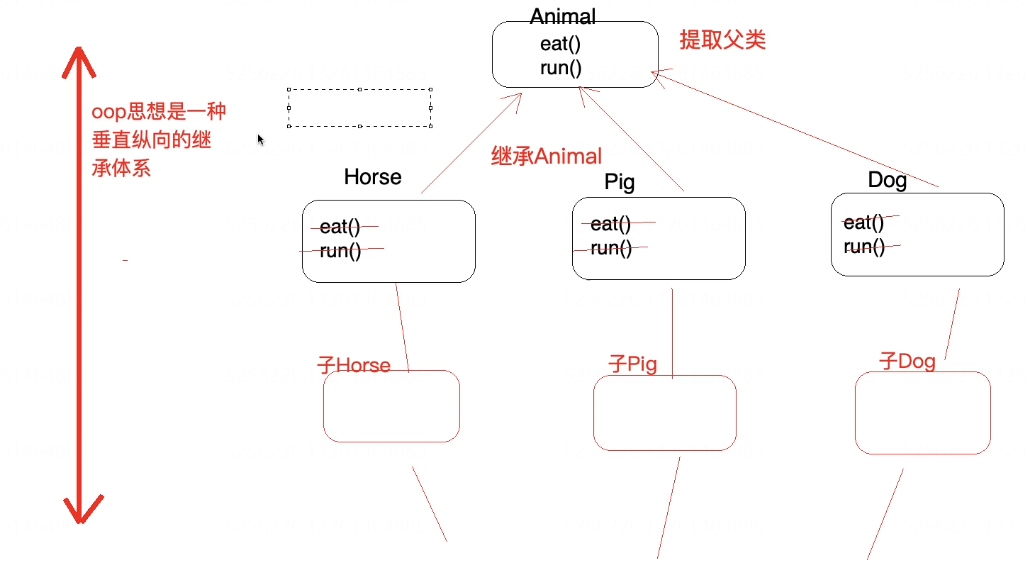 Animal
eat()
run()
提取父类
oop思想是一种
垂直纵向的继
承体系
继承Animal
Horse
eat()
run()
Pig
eat()
run()
Dog
eat()
run()
子Horse
子Pig
子Dog